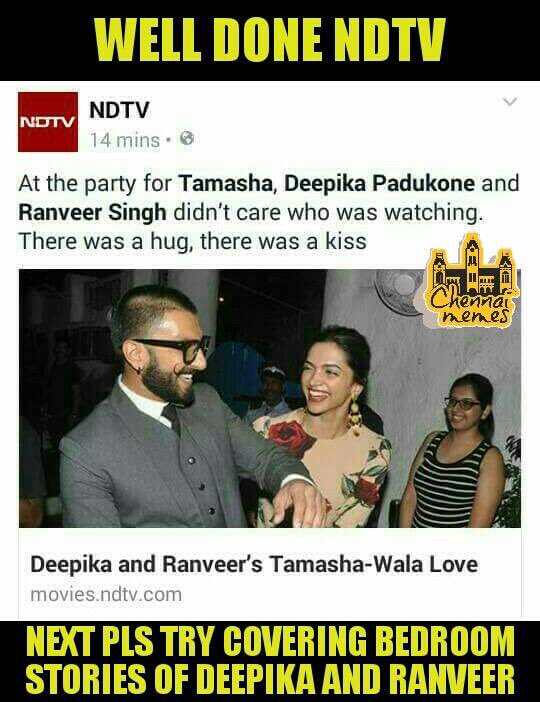 WELL DONE NDTV
NDTV
NDTV
14 mins •
At the party for Tamasha, Deepika Padukone and
Ranveer Singh didn't care who was watching.
There was a hug, there was a kiss
Chennai
memes
Deepika and Ranveer's Tamasha-Wala Love
movies.ndtv.com
NEXT PLS TRY COVERING BEDROOM
STORIES OF DEEPIKA AND RANVEER